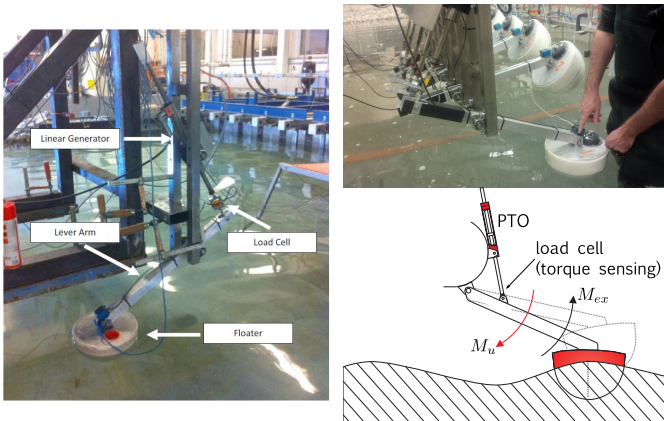 Linear Generator
Lever Arm
Load Cell
Floater
PTO
load cell
(torque sensing)
M_ex
M_u